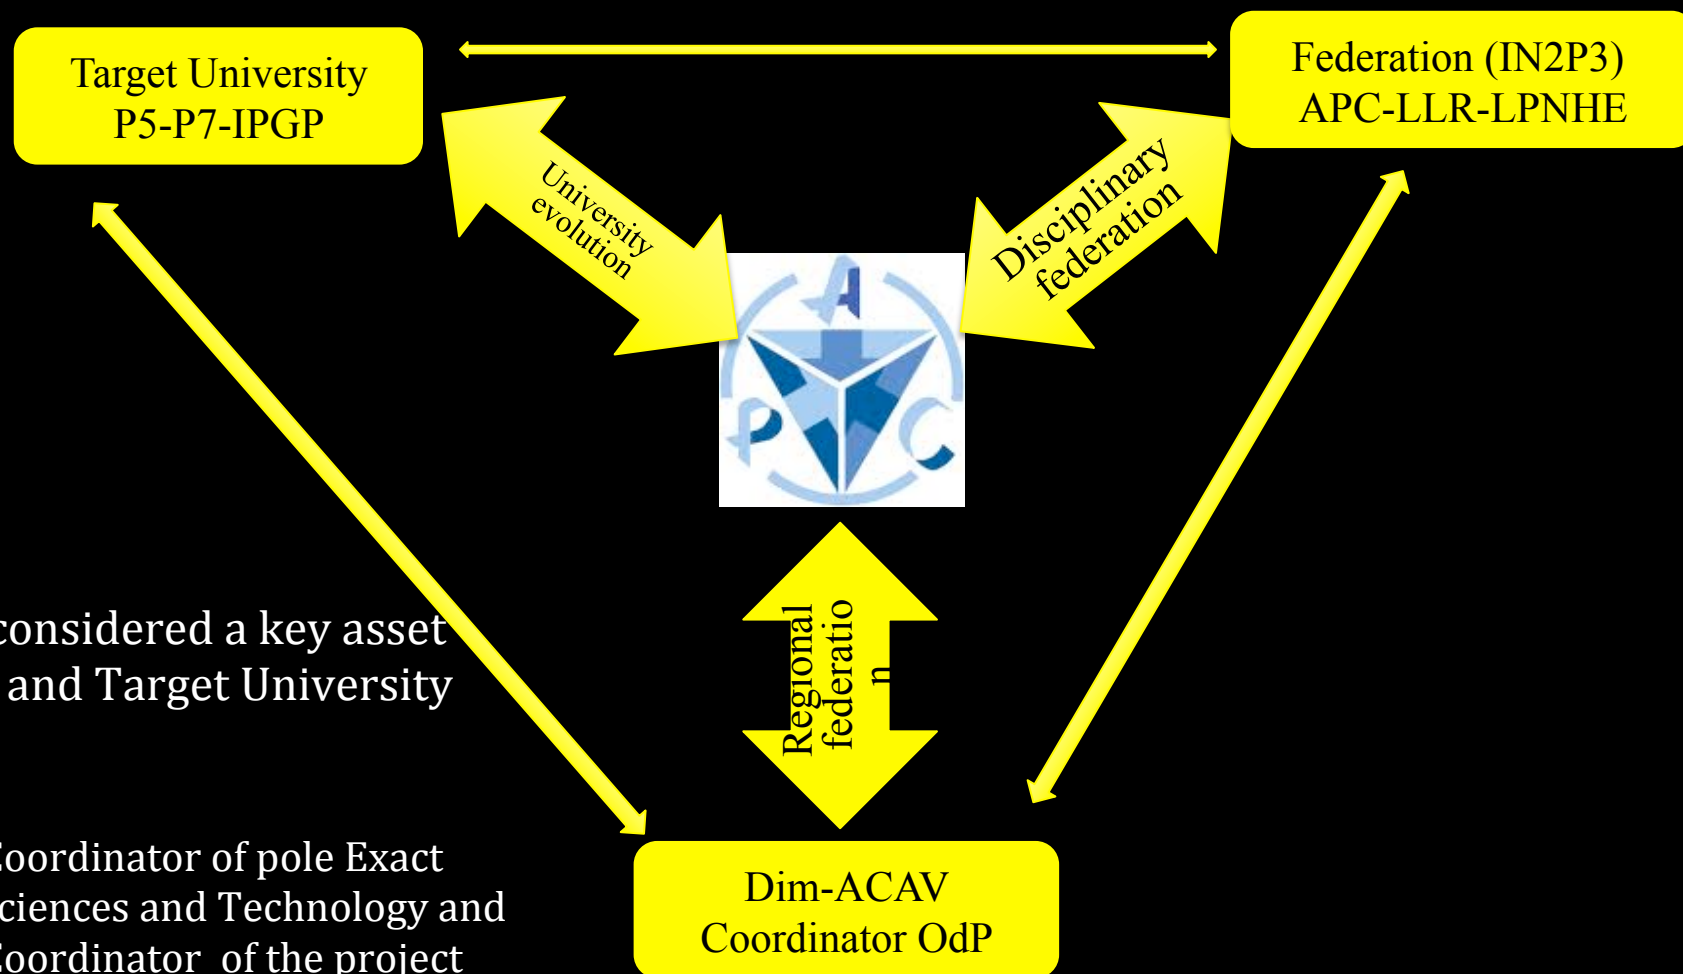 Target University
P5-P7-IPGP
Federation (IN2P3)
APC-LLR-LPNHE
University
evolution
Disciplinary
federation
A
P
C
Regional
federatio
n
considered a key asset
and Target University
Coordinator of pole Exact
ciences and Technology and
Coordinator of the project
Dim-ACAV
Coordinator OdP